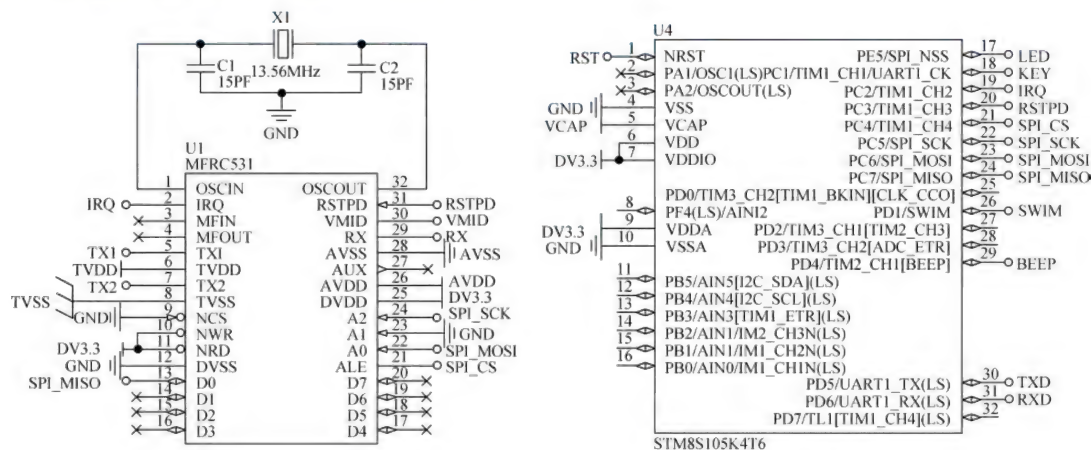 X1
C1
15PF
13.56MHz
C2
15PF
GND
U1
MFRC531
1 OSCIN OSCOUT 32
IRQ 2 IRQ RSTPD 31 RSTPD
3 MFIN VMID 30 VMID
4 MFOUT RX 29 RX
TX1 5 TXI AVSS 28 AVSS
TVDD 6 TVDD AUX 27
TX2 7 TX2 AVDD 26 AVDD
TVSS 8 TVSS DVDD 25 DV3.3
GND 9 NCS A2 24 SPI_SCK
10 NWR A1 23 GND
DV3.3 11 NRD A0 22 SPI_MOSI
GND 12 DVSS ALE 21 SPI_CS
SPI_MISO 13 D0 D7 20
14 D1 D6 19
15 D2 D5 18
16 D3 D4 17
U4
RST 1 NRST PE5/SPI_NSS 17 LED
2 PA1/OSC1(LS)PC1/TIM1_CH1/UART1_CK 18 KEY
3 PA2/OSCOUT(LS) PC2/TIM1_CH2 19 IRQ
GND 4 VSS PC3/TIM1_CH3 20 RSTPD
VCAP 5 VCAP PC4/TIM1_CH4 21 SPI_CS
6 VDD PC5/SPI_SCK 22 SPI_SCK
DV3.3 7 VDDIO PC6/SPI_MOSI 23 SPI_MOSI
PC7/SPI_MISO 24 SPI_MISO
PD0/TIM3_CH2[TIM1_BKIN][CLK_CCO] 25
8 PF4(LS)/AINI2 PD1/SWIM 26 SWIM
DV3.3 9 VDDA PD2/TIM3_CH1[TIM2_CH3] 27
GND 10 VSSA PD3/TIM3_CH2[ADC_ETR] 28
PD4/TIM2_CH1[BEEP] 29 BEEP
11 PB5/AIN5[I2C_SDA](LS)
12 PB4/AIN4[I2C_SCL](LS)
13 PB3/AIN3[TIM1_ETR](LS)
14 PB2/AIN1/IM2_CH3N(LS)
15 PB1/AIN1/IM1_CH2N(LS)
16 PB0/AIN0/IM1_CH1N(LS)
PD5/UART1_TX(LS) 30 TXD
PD6/UART1_RX(LS) 31 RXD
PD7/TL1[TIM1_CH4](LS) 32
STM8S105K4T6